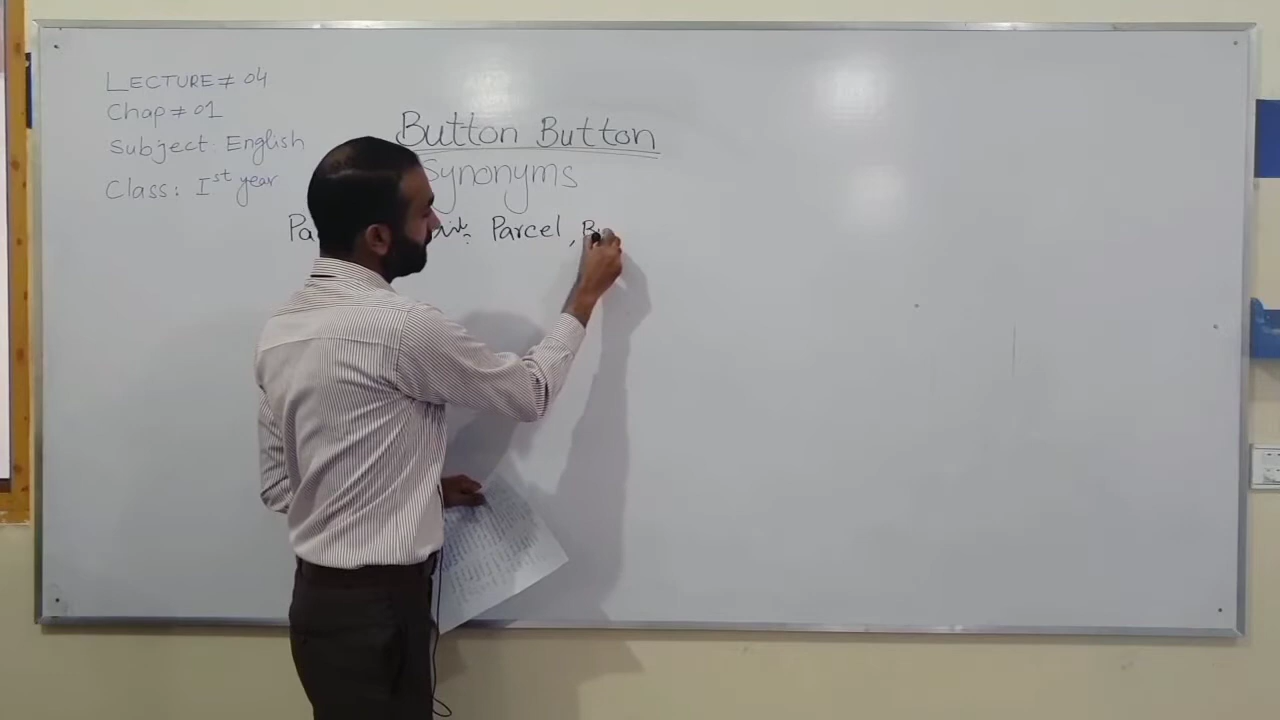 LECTURE # 04
Chap # 01
Subject: English
Class: Ist year
Button Button
Synonyms
Parcel,